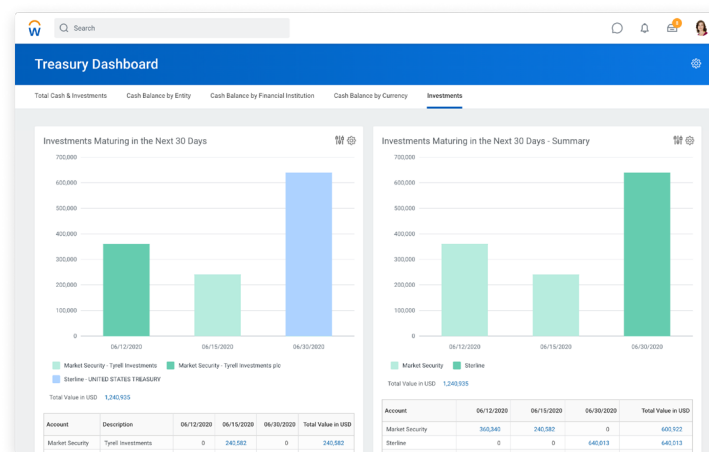 W
Search
Treasury Dashboard
Total Cash & Investments Cash Balance by Entity Cash Balance by Financial Institution Cash Balance by Currency Investments
Investments Maturing in the Next 30 Days
700,000
600,000
500,000
400,000
300,000
200,000
100,000
0
06/12/2020 06/15/2020 06/30/2020
Market Security - Tyrell Investments Market Security - Tyrell Investments plc
Sterline - UNITED STATES TREASURY
Total Value in USD 1,240,935
Account Description 06/12/2020 06/15/2020 06/30/2020 Total Value in USD
Market Security Tyrell Investments 0 240,582 0 240,582
Investments Maturing in the Next 30 Days - Summary
700,000
600,000
500,000
400,000
300,000
200,000
100,000
0
06/12/2020 06/15/2020 06/30/2020
Market Security Sterline
Total Value in USD 1,240,935
Account 06/12/2020 06/15/2020 06/30/2020 Total Value in USD
Market Security 360,340 240,582 0 600,922
Sterline 0 0 640,013 640,013